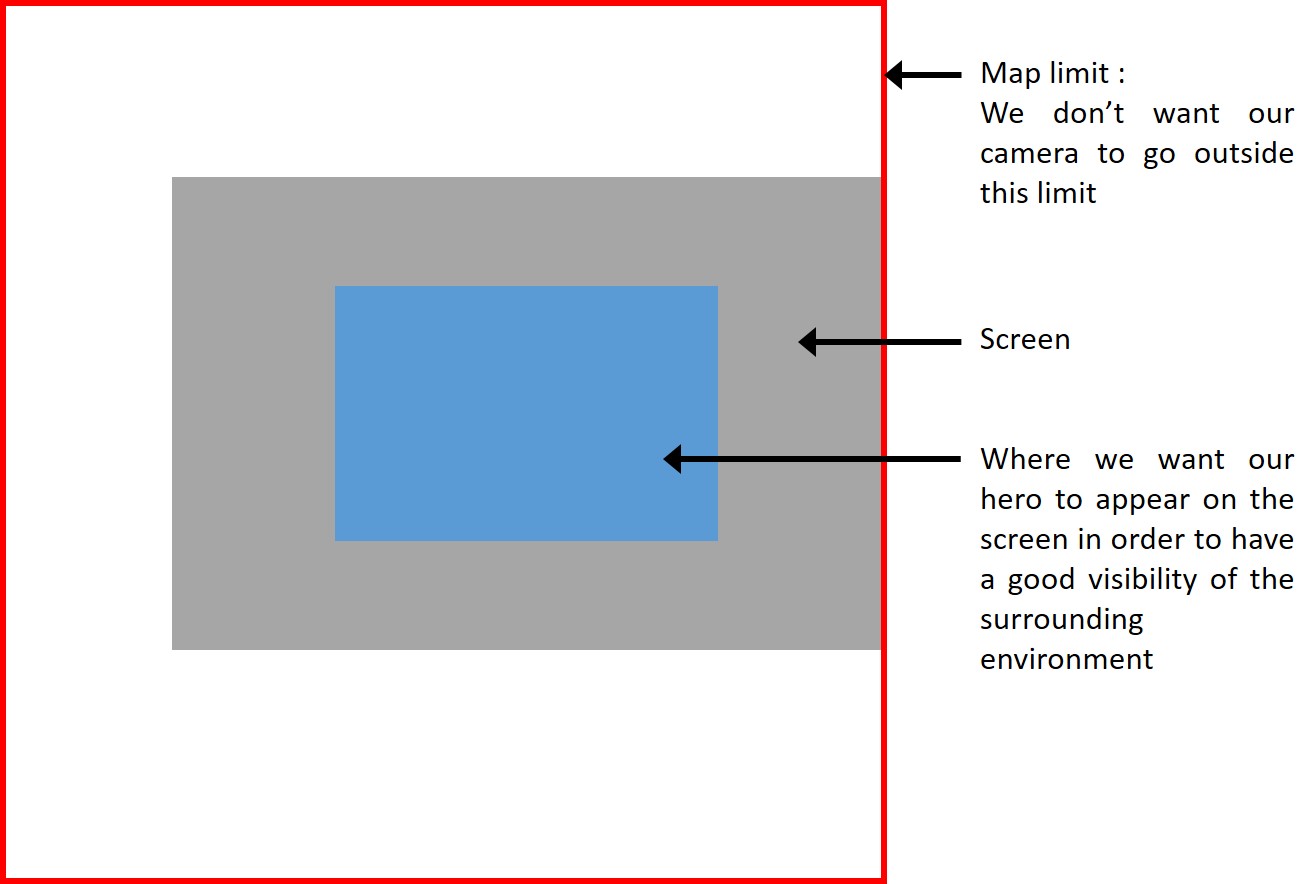 Map limit :
We don’t want our
camera to go outside
this limit
Screen
Where we want our
hero to appear on the
screen in order to have
a good visibility of the
surrounding
environment